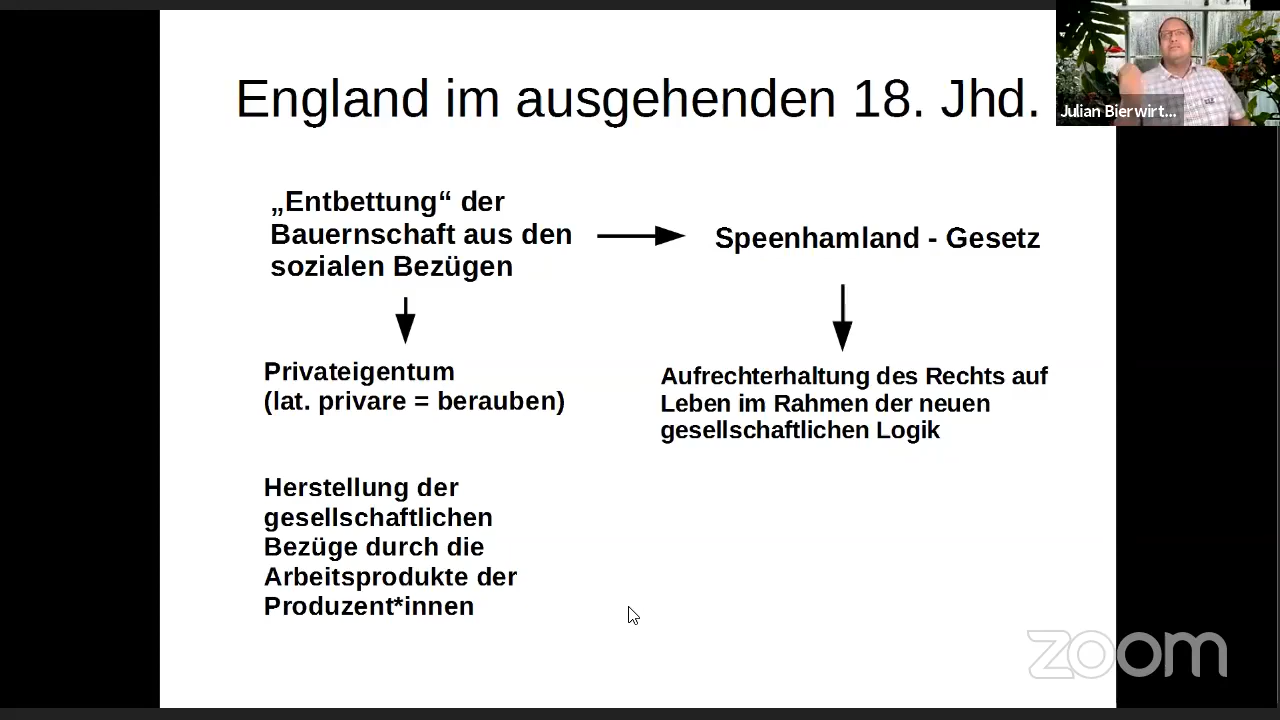 England im ausgehenden 18. Jhd.
Julian Bierwirt...
„Entbettung“ der
Bauernschaft aus den
sozialen Bezügen
Speenhamland - Gesetz
Privateigentum
(lat. privare = berauben)
Aufrechterhaltung des Rechts auf
Leben im Rahmen der neuen
gesellschaftlichen Logik
Herstellung der
gesellschaftlichen
Bezüge durch die
Arbeitsprodukte der
Produzent*innen
zoom